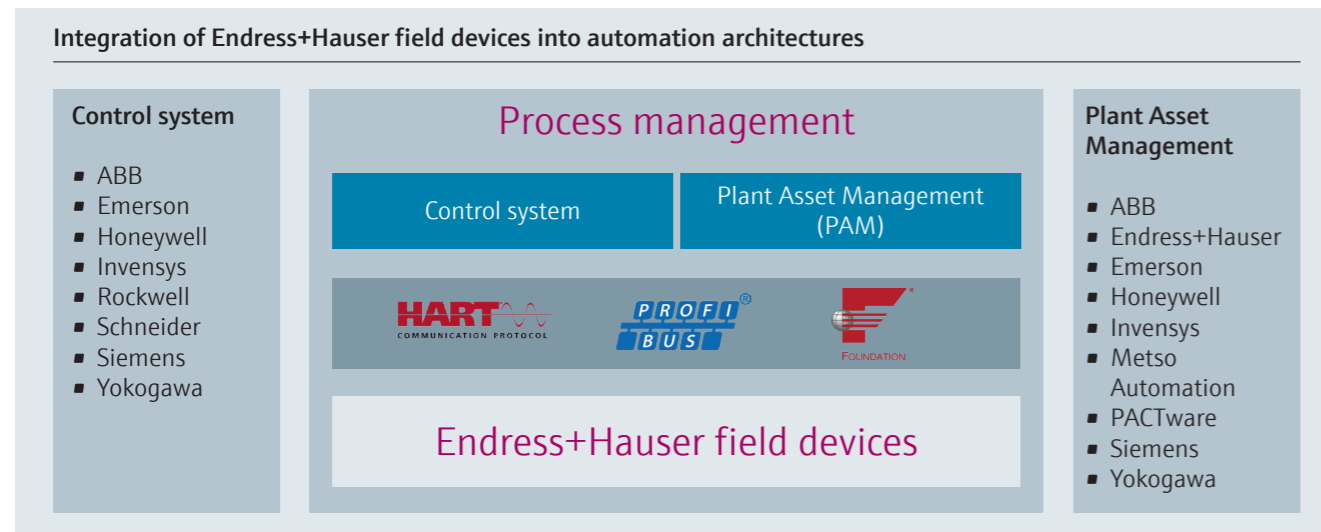 Integration of Endress+Hauser field devices into automation architectures
Control system
▪ ABB
▪ Emerson
▪ Honeywell
▪ Invensys
▪ Rockwell
▪ Schneider
▪ Siemens
▪ Yokogawa
Process management
Control system
Plant Asset Management
(PAM)
HART
COMMUNICATION PROTOCOL
PROFI®
BUS
F
FOUNDATION
Endress+Hauser field devices
Plant Asset
Management
▪ ABB
▪ Endress+Hauser
▪ Emerson
▪ Honeywell
▪ Invensys
▪ Metso
Automation
▪ PACTware
▪ Siemens
▪ Yokogawa